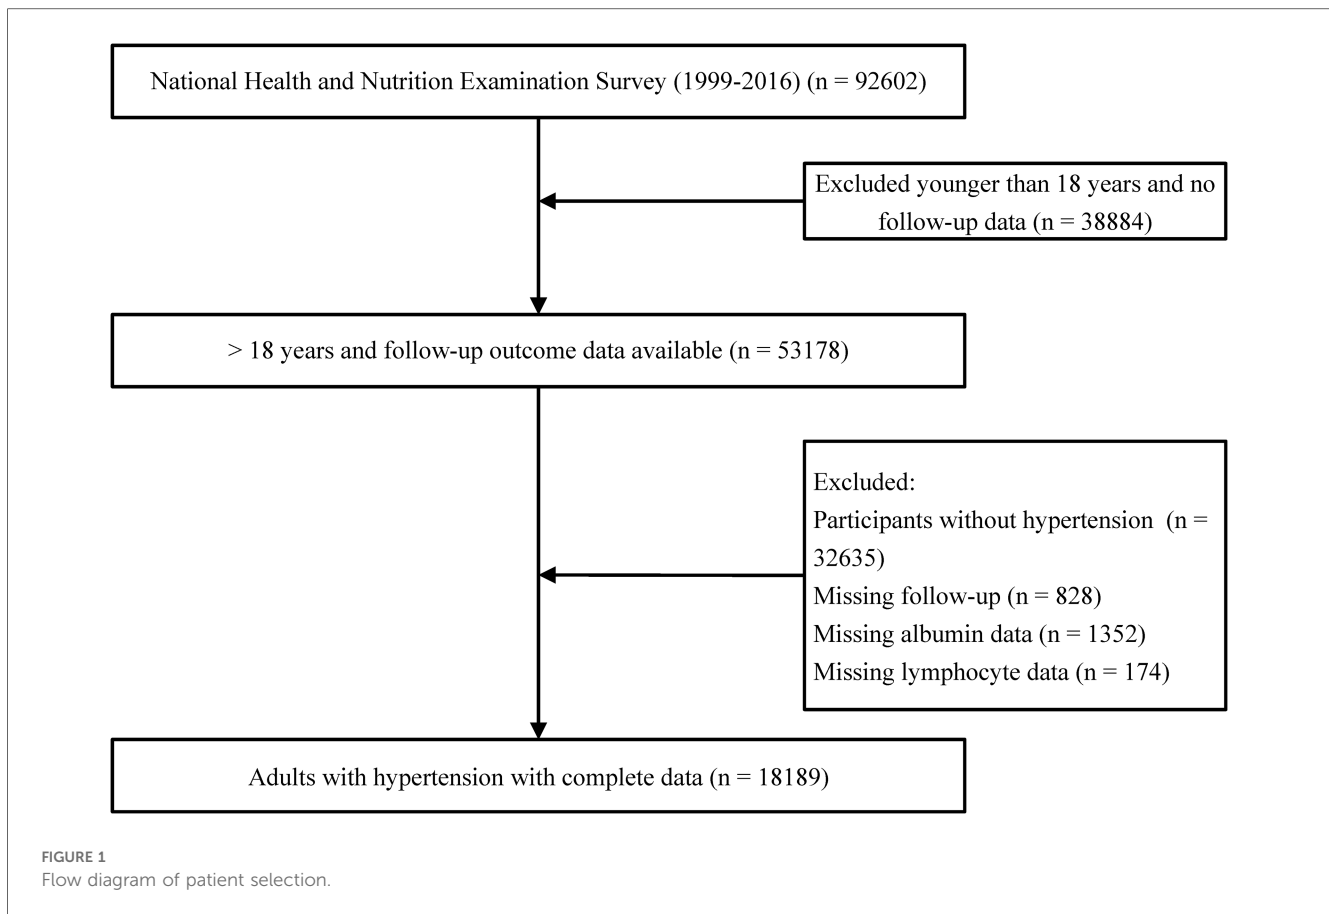 National Health and Nutrition Examination Survey (1999-2016) (n = 92602)
Excluded younger than 18 years and no
follow-up data (n = 38884)
> 18 years and follow-up outcome data available (n = 53178)
Excluded:
Participants without hypertension  (n =
32635)
Missing follow-up (n = 828)
Missing albumin data (n = 1352)
Missing lymphocyte data (n = 174)
Adults with hypertension with complete data (n = 18189)
FIGURE 1
Flow diagram of patient selection.